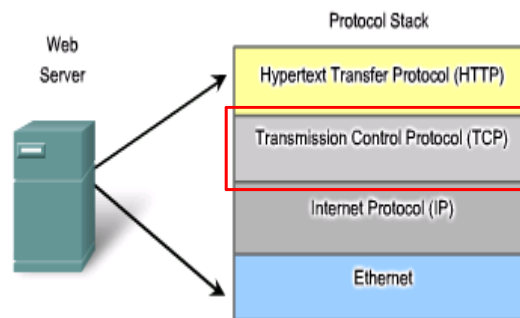 Protocol Stack
Web
Server
Hypertext Transfer Protocol (HTTP)
Transmission Control Protocol (TCP)
Internet Protocol (IP)
Ethernet